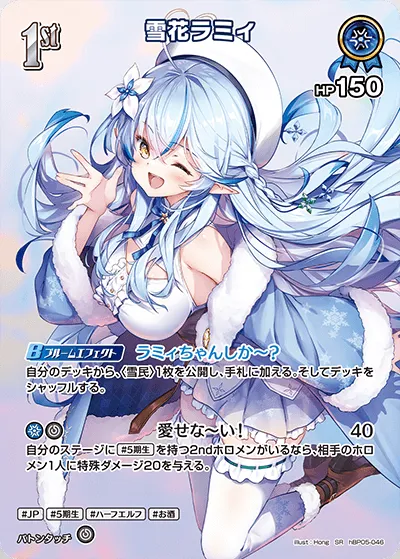 1st
雪花ラミィ
HP 150
B ブルームエフェクト ラミィちゃんしか〜?
自分のデッキから、〈雪民〉1枚を公開し、手札に加える。そしてデッキを
シャッフルする。
愛せな〜い! 40
自分のステージに #5期生 を持つ2ndホロメンがいるなら、相手のホロ
メン1人に特殊ダメージ20を与える。
#JP #5期生 #ハーフエルフ #お酒
バトンタッチ
illust. Hong SR hBP05-046